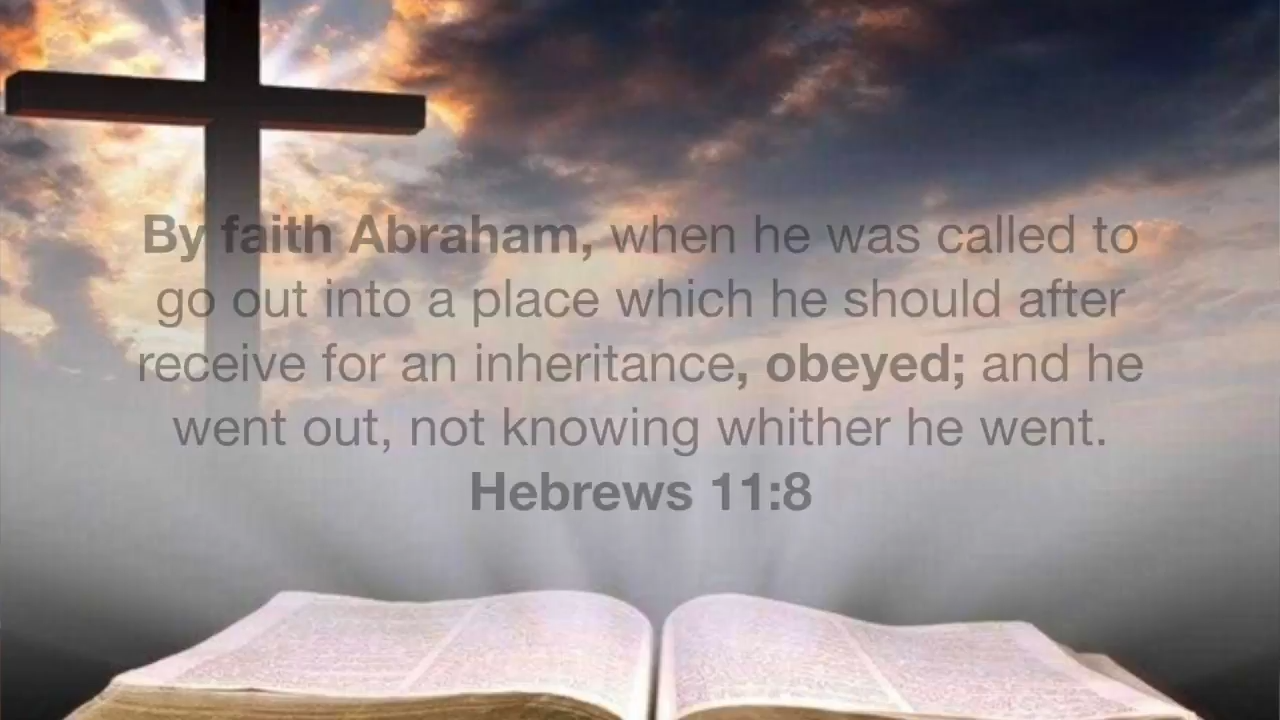 By faith Abraham, when he was called to
go out into a place which he should after
receive for an inheritance, obeyed; and he
went out, not knowing whither he went.
Hebrews 11:8